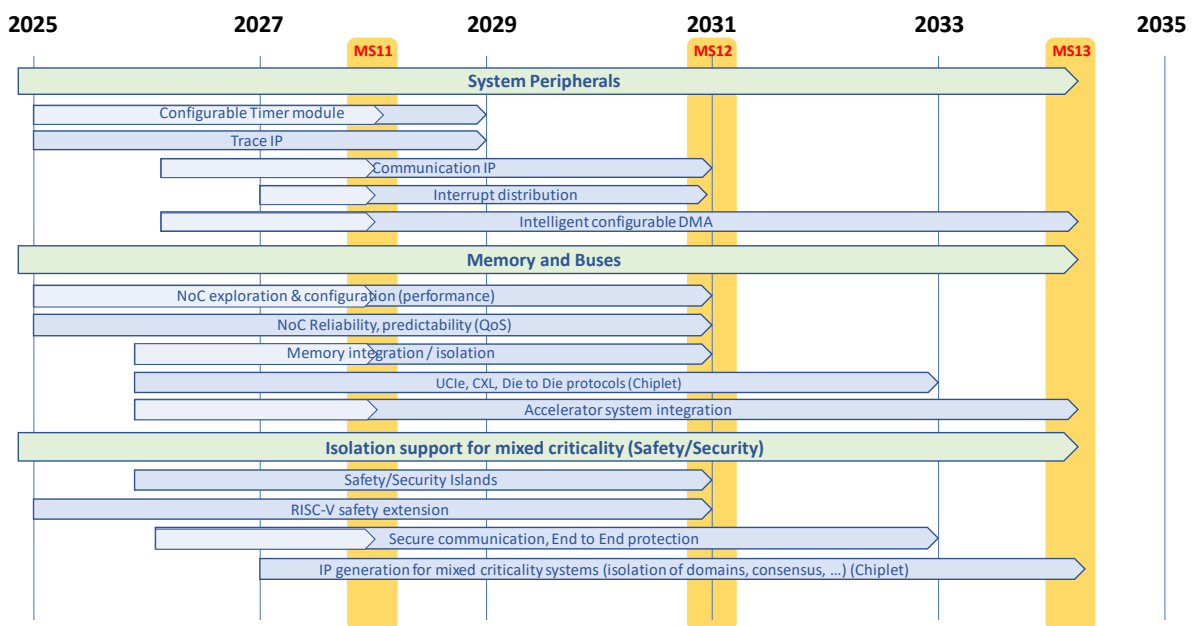 2025 2027 2029 2031 2033 2035
MS11 MS12 MS13
System Peripherals
Configurable Timer module
Trace IP
Communication IP
Interrupt distribution
Intelligent configurable DMA
Memory and Buses
NoC exploration & configuration (performance)
NoC Reliability, predictability (QoS)
Memory integration / isolation
UCIe, CXL, Die to Die protocols (Chiplet)
Accelerator system integration
Isolation support for mixed criticality (Safety/Security)
Safety/Security Islands
RISC-V safety extension
Secure communication, End to End protection
IP generation for mixed criticality systems (isolation of domains, consensus, ...) (Chiplet)